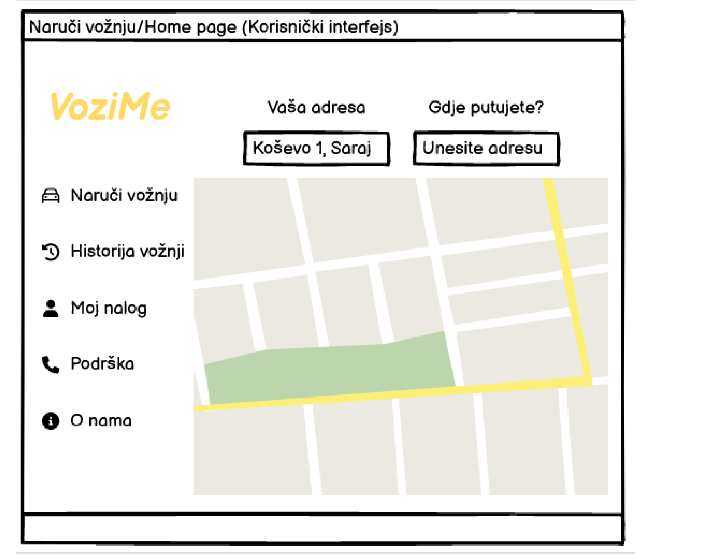 Naruči vožnju/Home page (Korisnički interfejs)
VoziMe
Vaša adresa
Gdje putujete?
Koševo 1, Saraj
Unesite adresu
Naruči vožnju
Historija vožnji
Moj nalog
Podrška
O nama